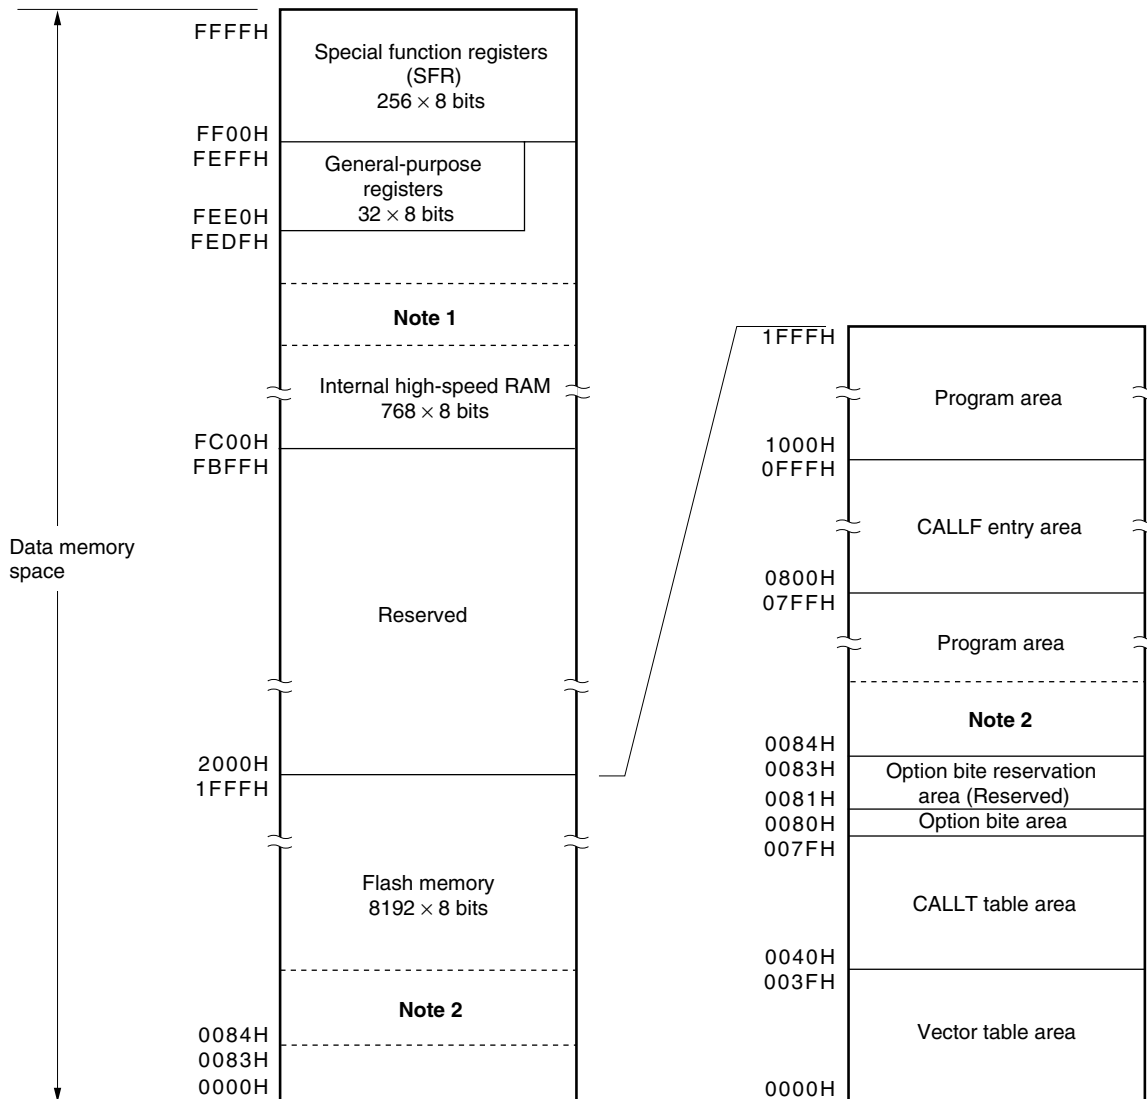 FFFFH
Special function registers
(SFR)
256 × 8 bits
FF00H
FEFFH
General-purpose
registers
32 × 8 bits
FEE0H
FEDFH
Note 1
Internal high-speed RAM
768 × 8 bits
FC00H
FBFFH
Data memory
space
Reserved
2000H
1FFFH
Flash memory
8192 × 8 bits
Note 2
0084H
0083H
0000H
1FFFH
Program area
1000H
0FFFH
CALLF entry area
0800H
07FFH
Program area
Note 2
0084H
0083H
Option bite reservation
area (Reserved)
0081H
0080H
Option bite area
007FH
CALLT table area
0040H
003FH
Vector table area
0000H